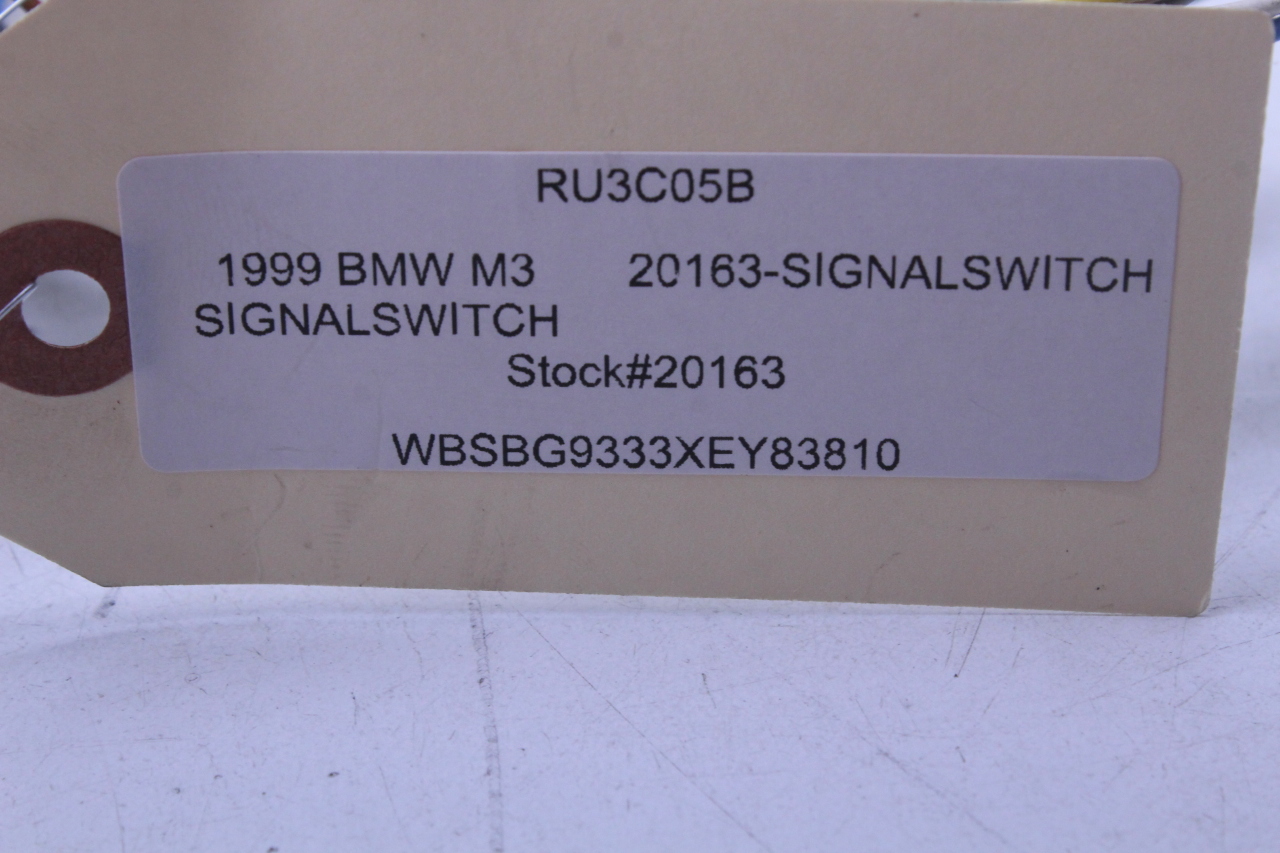 RU3C05B
1999 BMW M3 20163-SIGNALSWITCH
SIGNALSWITCH
Stock#20163
WBSBG9333XEY83810